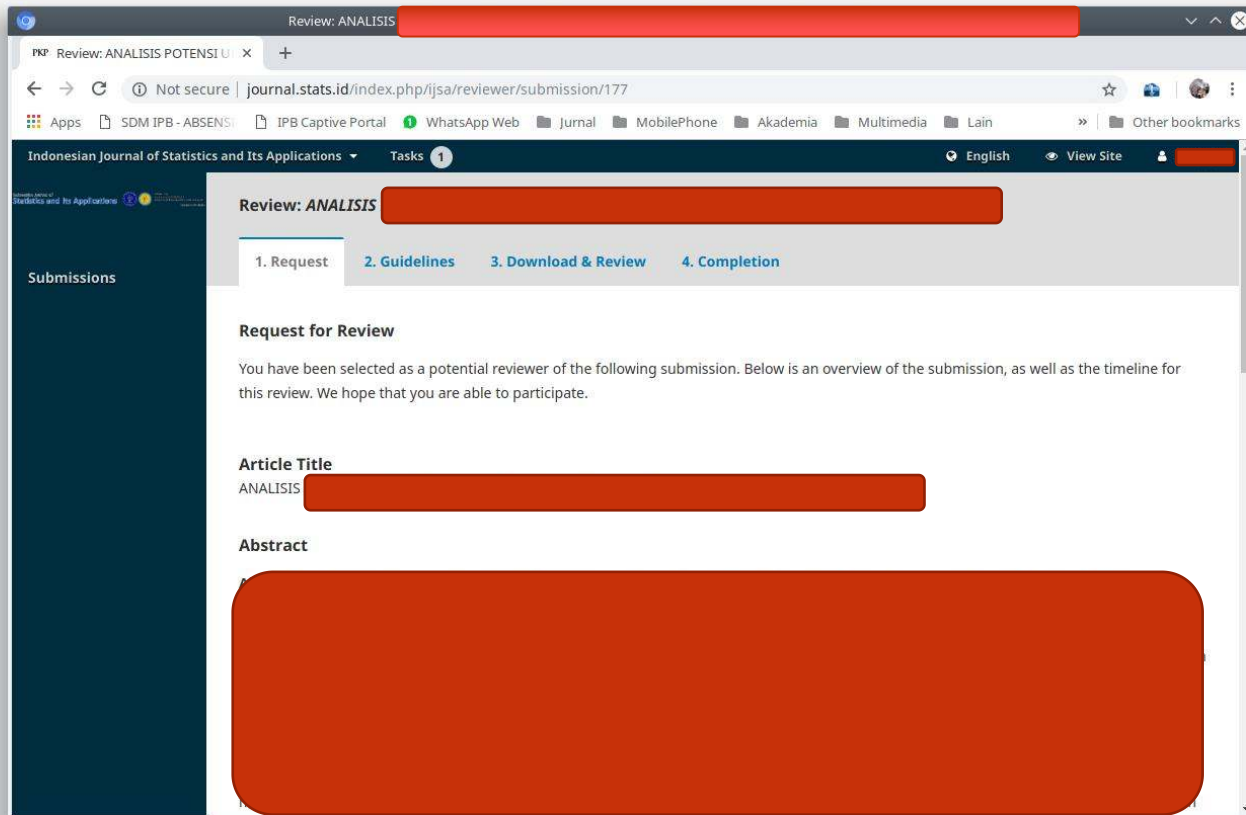 Review: ANALISIS
PKP Review: ANALISIS POTENSI U
Not secure | journal.stats.id/index.php/ijsa/reviewer/submission/177
Apps SDM IPB - ABSENS IPB Captive Portal WhatsApp Web Jurnal MobilePhone Akademia Multimedia Lain » Other bookmarks
Indonesian Journal of Statistics and Its Applications Tasks 1 English View Site
Statistics and Its Applications
Review: ANALISIS
1. Request 2. Guidelines 3. Download & Review 4. Completion
Submissions
Request for Review
You have been selected as a potential reviewer of the following submission. Below is an overview of the submission, as well as the timeline for
this review. We hope that you are able to participate.
Article Title
ANALISIS
Abstract